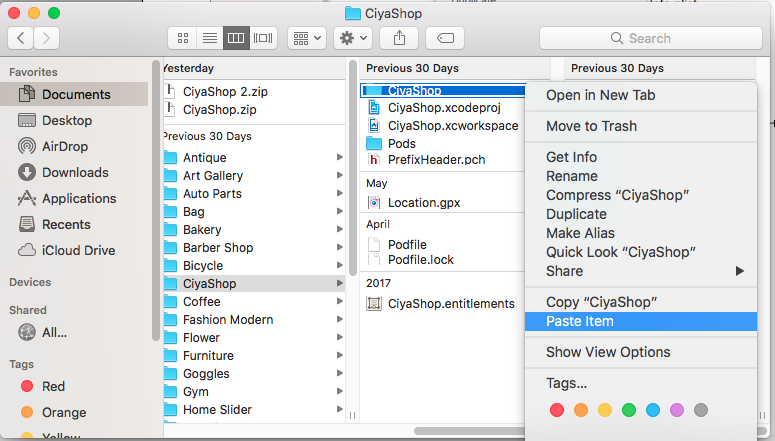 CiyaShop
Search
Favorites
Documents
Desktop
AirDrop
Downloads
Applications
Recents
iCloud Drive
Devices
Shared
All...
Tags
Red
Orange
Yellow
Yesterday
CiyaShop 2.zip
CiyaShop.zip
Previous 30 Days
Antique
Art Gallery
Auto Parts
Bag
Bakery
Barber Shop
Bicycle
CiyaShop
Coffee
Fashion Modern
Flower
Furniture
Goggles
Gym
Home Slider
Previous 30 Days
CiyaShop
CiyaShop.xcodeproj
CiyaShop.xcworkspace
Pods
PrefixHeader.pch
May
Location.gpx
April
Podfile
Podfile.lock
2017
CiyaShop.entitlements
Previous 30 Days
Open in New Tab
Move to Trash
Get Info
Rename
Compress “CiyaShop”
Duplicate
Make Alias
Quick Look “CiyaShop”
Share
Copy “CiyaShop”
Paste Item
Show View Options
Tags...